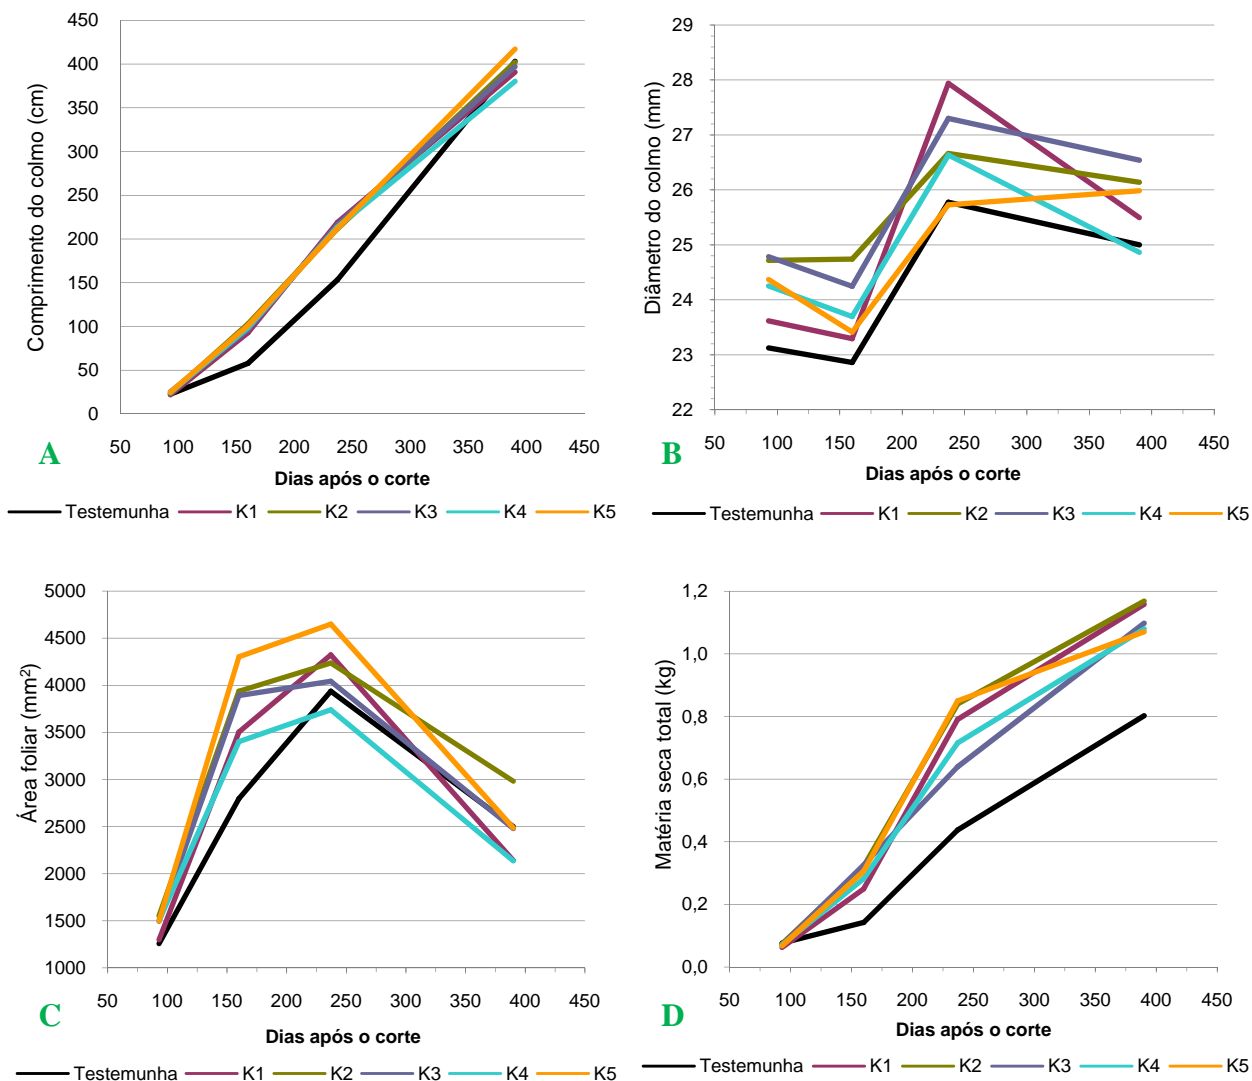 Comprimento do colmo (cm)
450
400
350
300
250
200
150
100
50
0
50 100 150 200 250 300 350 400 450
Dias após o corte
A
Testemunha K1 K2 K3 K4 K5
Diâmetro do colmo (mm)
29
28
27
26
25
24
23
22
50 100 150 200 250 300 350 400 450
Dias após o corte
B
Testemunha K1 K2 K3 K4 K5
Área foliar (mm²)
5000
4500
4000
3500
3000
2500
2000
1500
1000
50 100 150 200 250 300 350 400 450
Dias após o corte
C
Testemunha K1 K2 K3 K4 K5
Matéria seca total (kg)
1,2
1,0
0,8
0,6
0,4
0,2
0,0
50 100 150 200 250 300 350 400 450
Dias após o corte
D
Testemunha K1 K2 K3 K4 K5